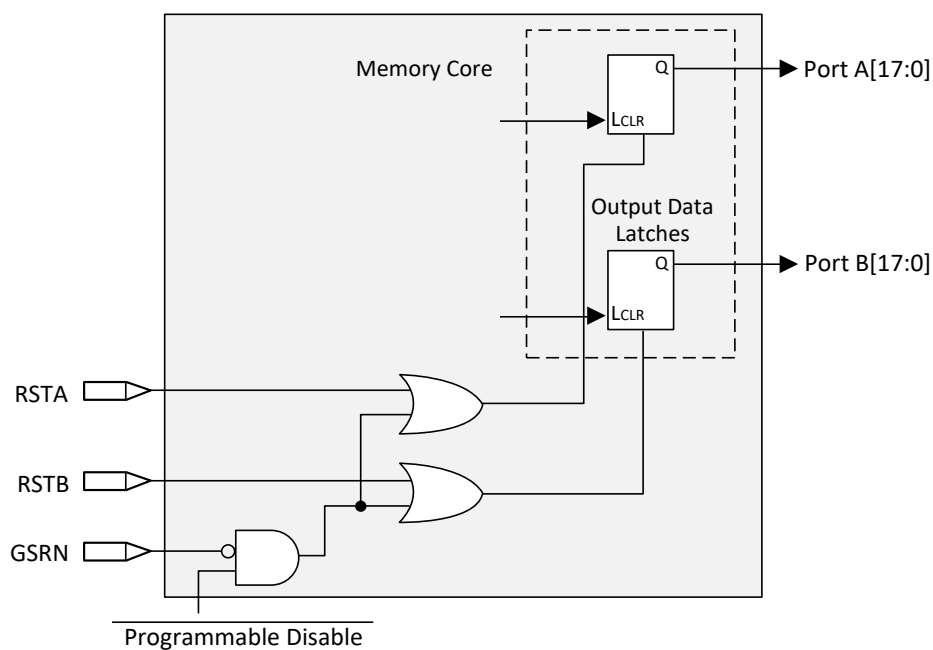 Memory Core
Q
Port A[17:0]
LCLR
Output Data
Latches
Q
Port B[17:0]
LCLR
RSTA
RSTB
GSRN
Programmable Disable